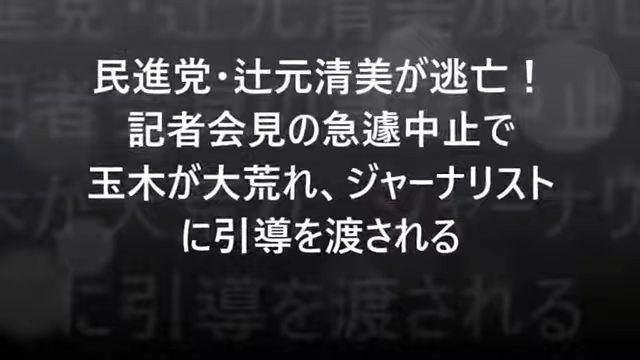 民進党・辻元清美が逃亡！
記者会見の急遽中止で
玉木が大荒れ、ジャーナリスト
に引導を渡される